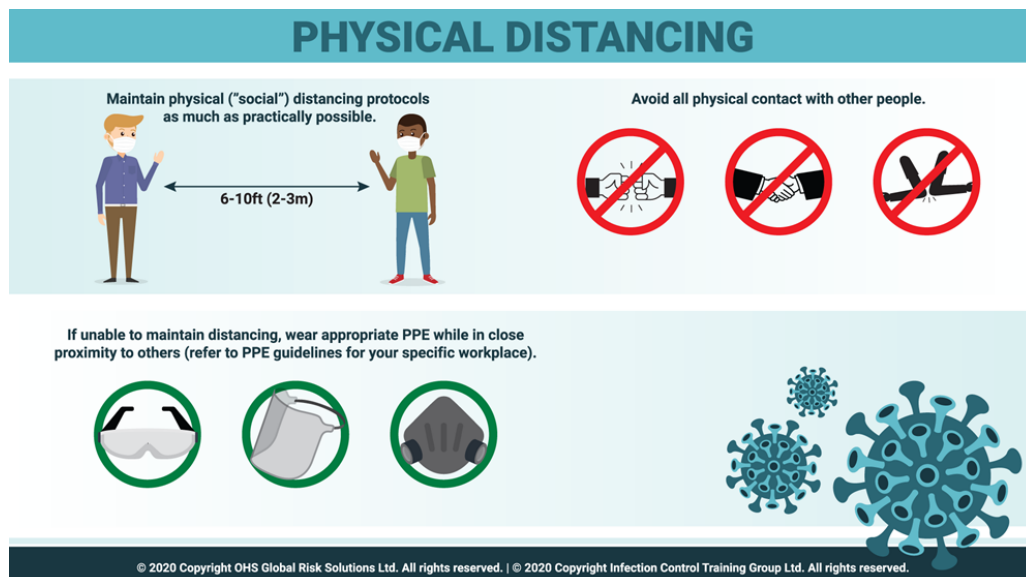 PHYSICAL DISTANCING
Maintain physical ("social") distancing protocols
as much as practically possible.
6-10ft (2-3m)
Avoid all physical contact with other people.
If unable to maintain distancing, wear appropriate PPE while in close
proximity to others (refer to PPE guidelines for your specific workplace).
© 2020 Copyright OHS Global Risk Solutions Ltd. All rights reserved. | © 2020 Copyright Infection Control Training Group Ltd. All rights reserved.